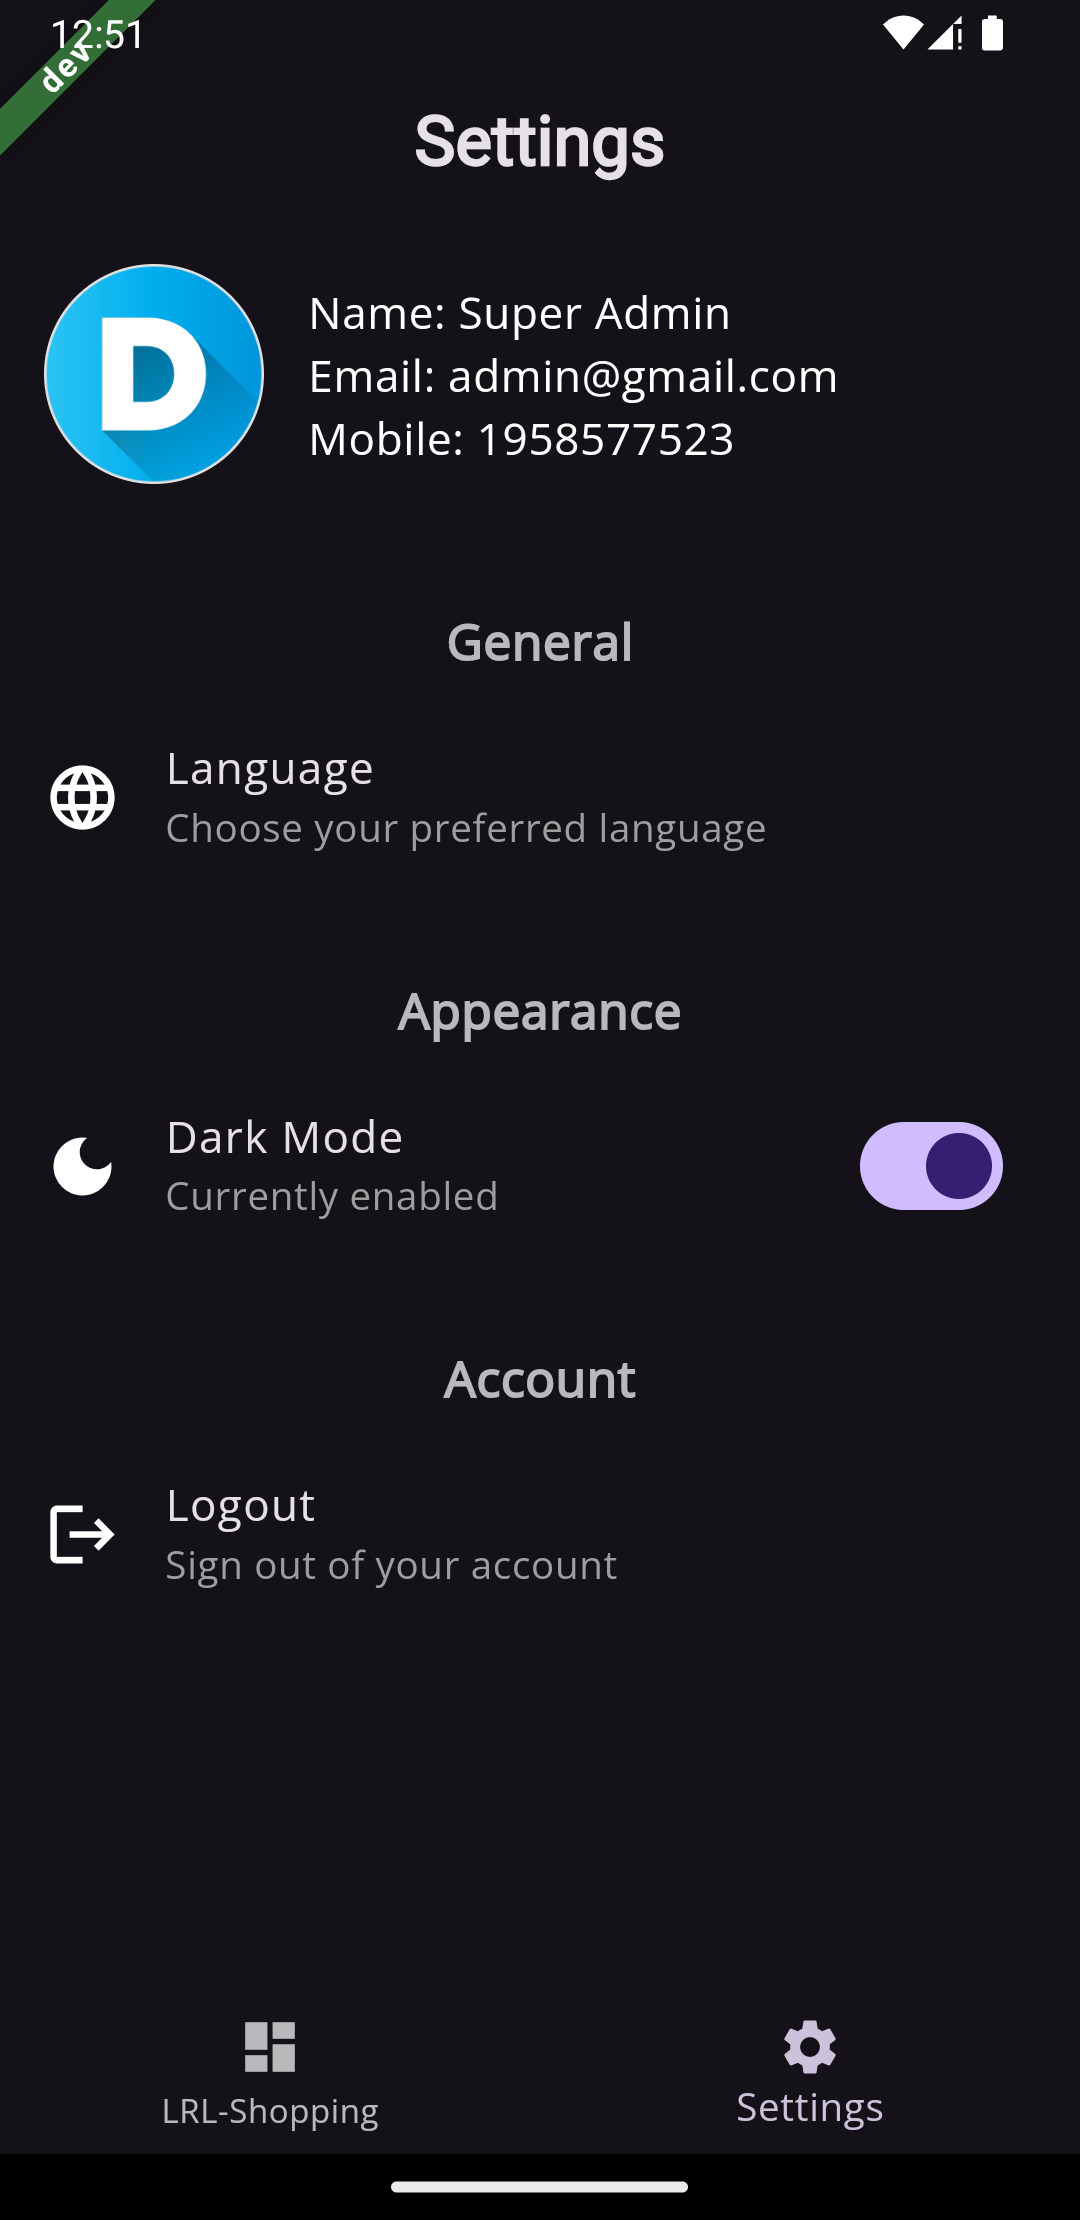 12:51
dev
Settings
D
Name: Super Admin
Email: admin@gmail.com
Mobile: 1958577523
General
Language
Choose your preferred language
Appearance
Dark Mode
Currently enabled
Account
Logout
Sign out of your account
LRL-Shopping
Settings